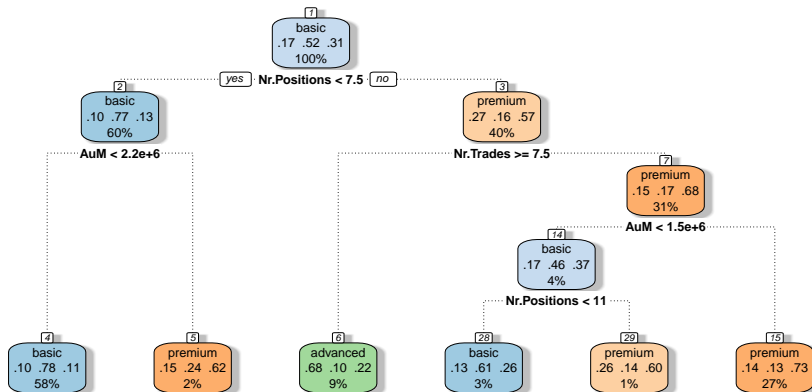 1
basic
.17 .52 .31
100%
yes Nr.Positions < 7.5 no
2
basic
.10 .77 .13
60%
3
premium
.27 .16 .57
40%
AuM < 2.2e+6
Nr.Trades >= 7.5
7
premium
.15 .17 .68
31%
AuM < 1.5e+6
14
basic
.17 .46 .37
4%
Nr.Positions < 11
4
basic
.10 .78 .11
58%
5
premium
.15 .24 .62
2%
6
advanced
.68 .10 .22
9%
28
basic
.13 .61 .26
3%
29
premium
.26 .14 .60
1%
15
premium
.14 .13 .73
27%